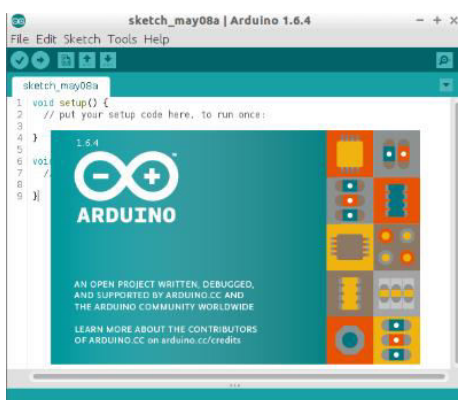 sketch_may08a | Arduino 1.6.4
File Edit Sketch Tools Help
sketch_may08a
1 void setup() {
2 // put your setup code here, to run once:
3
4 }
5
6 voi
7 //
8
9 }
1.6.4
ARDUINO
AN OPEN PROJECT WRITTEN, DEBUGGED,
AND SUPPORTED BY ARDUINO.CC AND
THE ARDUINO COMMUNITY WORLDWIDE
LEARN MORE ABOUT THE CONTRIBUTORS
OF ARDUINO.CC on arduino.cc/credits